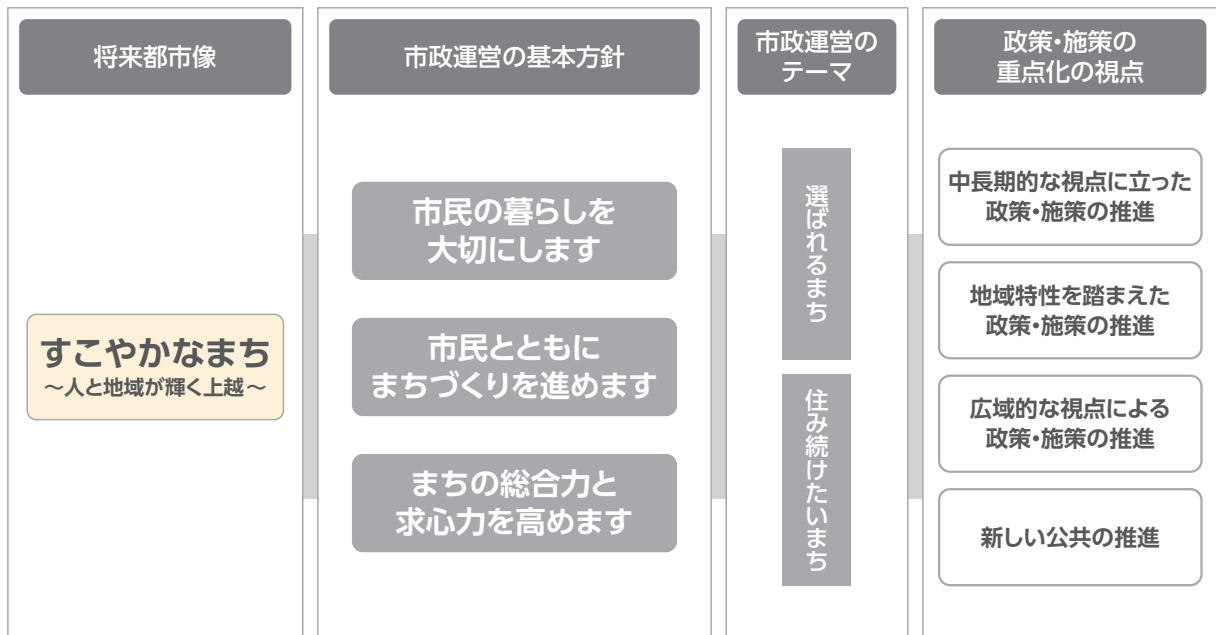 将来都市像
市政運営の基本方針
市政運営の
テーマ
政策・施策の
重点化の視点
すこやかなまち
～人と地域が輝く上越～
市民の暮らしを
大切にします
市民とともに
まちづくりを進めます
まちの総合力と
求心力を高めます
選ばれるまち
住み続けたいまち
中長期的な視点に立った
政策・施策の推進
地域特性を踏まえた
政策・施策の推進
広域的な視点による
政策・施策の推進
新しい公共の推進